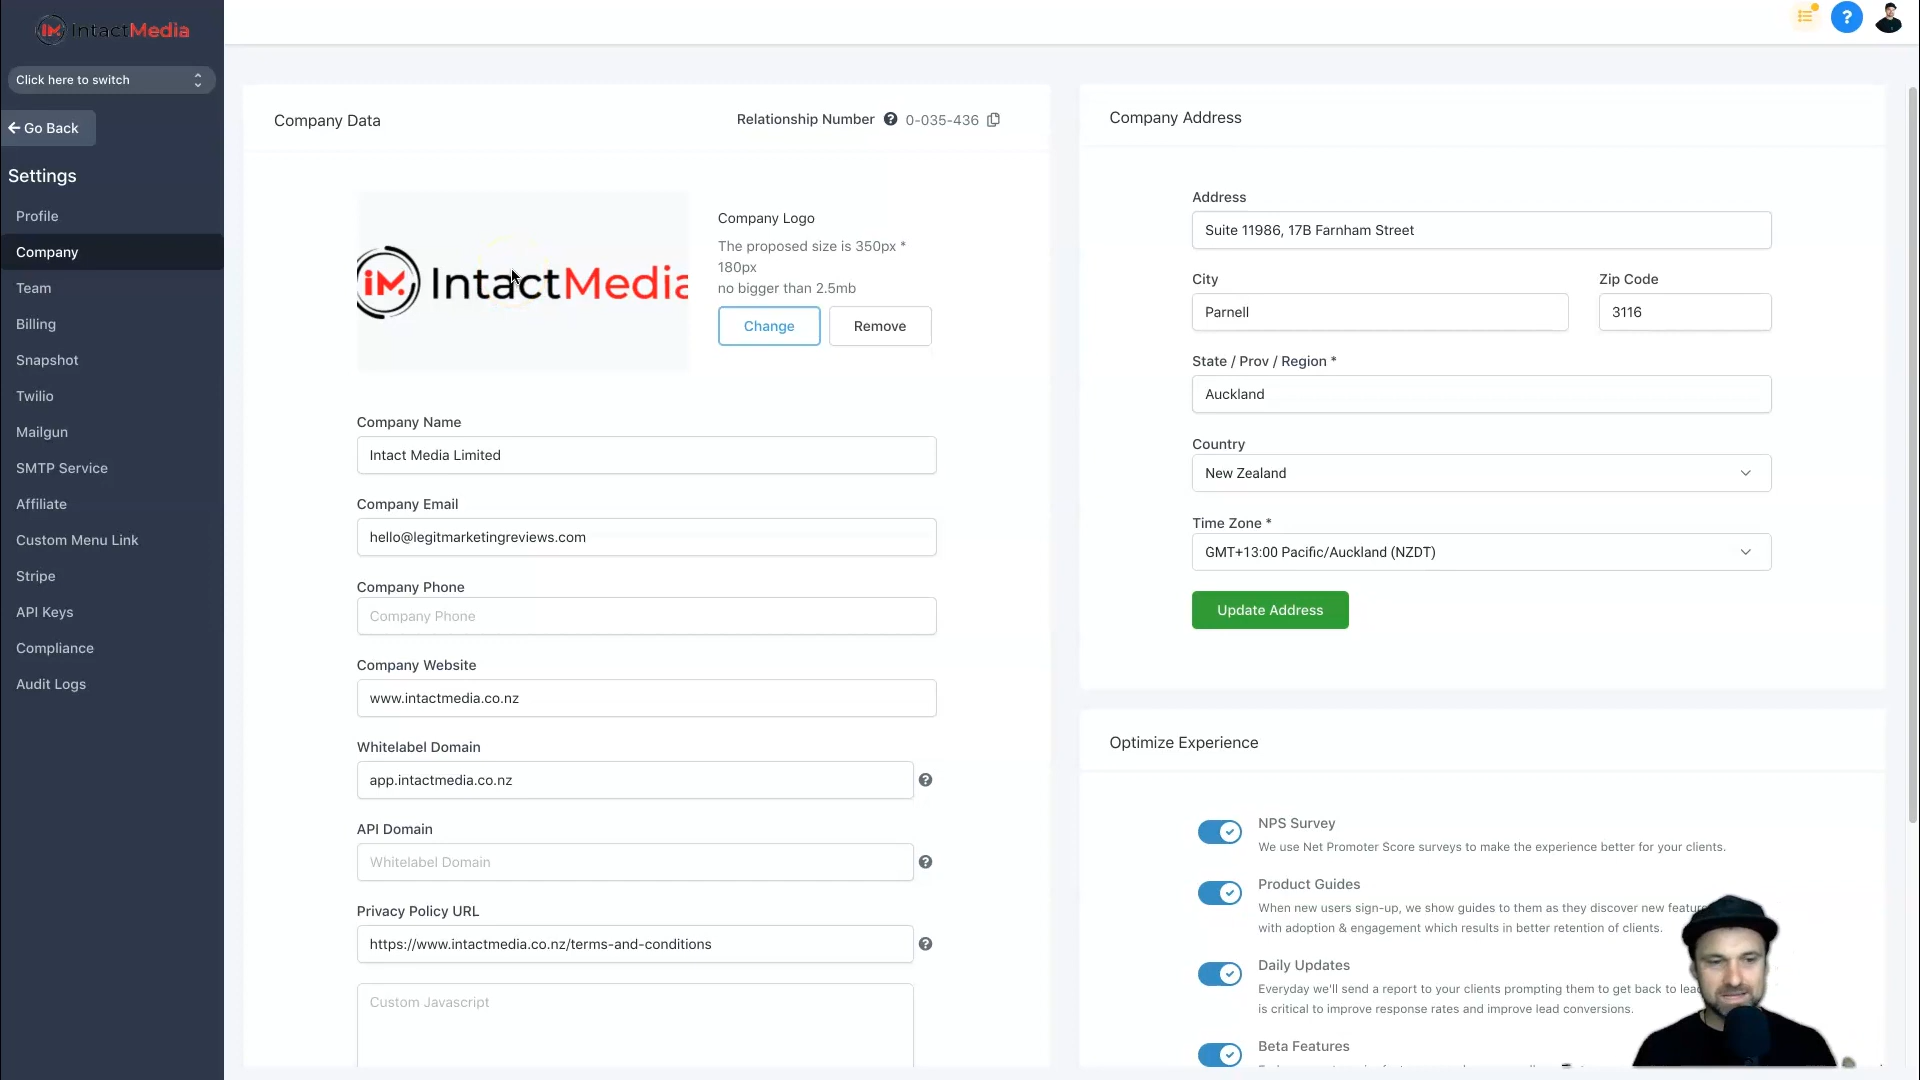 IM. IntactMedia
?
Click here to switch
Go Back
Settings
Profile
Company
Team
Billing
Snapshot
Twilio
Mailgun
SMTP Service
Affiliate
Custom Menu Link
Stripe
API Keys
Compliance
Audit Logs
Company Data
Relationship Number ? 0-035-436
iM. IntactMedia
Company Logo
The proposed size is 350px *
180px
no bigger than 2.5mb
Change
Remove
Company Name
Intact Media Limited
Company Email
hello@legitmarketingreviews.com
Company Phone
Company Phone
Company Website
www.intactmedia.co.nz
Whitelabel Domain
app.intactmedia.co.nz ?
API Domain
Whitelabel Domain ?
Privacy Policy URL
https://www.intactmedia.co.nz/terms-and-conditions ?
Custom Javascript
Company Address
Address
Suite 11986, 17B Farnham Street
City
Zip Code
Parnell
3116
State / Prov / Region *
Auckland
Country
New Zealand
Time Zone *
GMT+13:00 Pacific/Auckland (NZDT)
Update Address
Optimize Experience
NPS Survey
We use Net Promoter Score surveys to make the experience better for your clients.
Product Guides
When new users sign-up, we show guides to them as they discover new
with adoption & engagement which results in better retention of clients.
Daily Updates
Everyday we'll send a report to your clients prompting them to get back to
is critical to improve response rates and improve lead conversions.
Beta Features